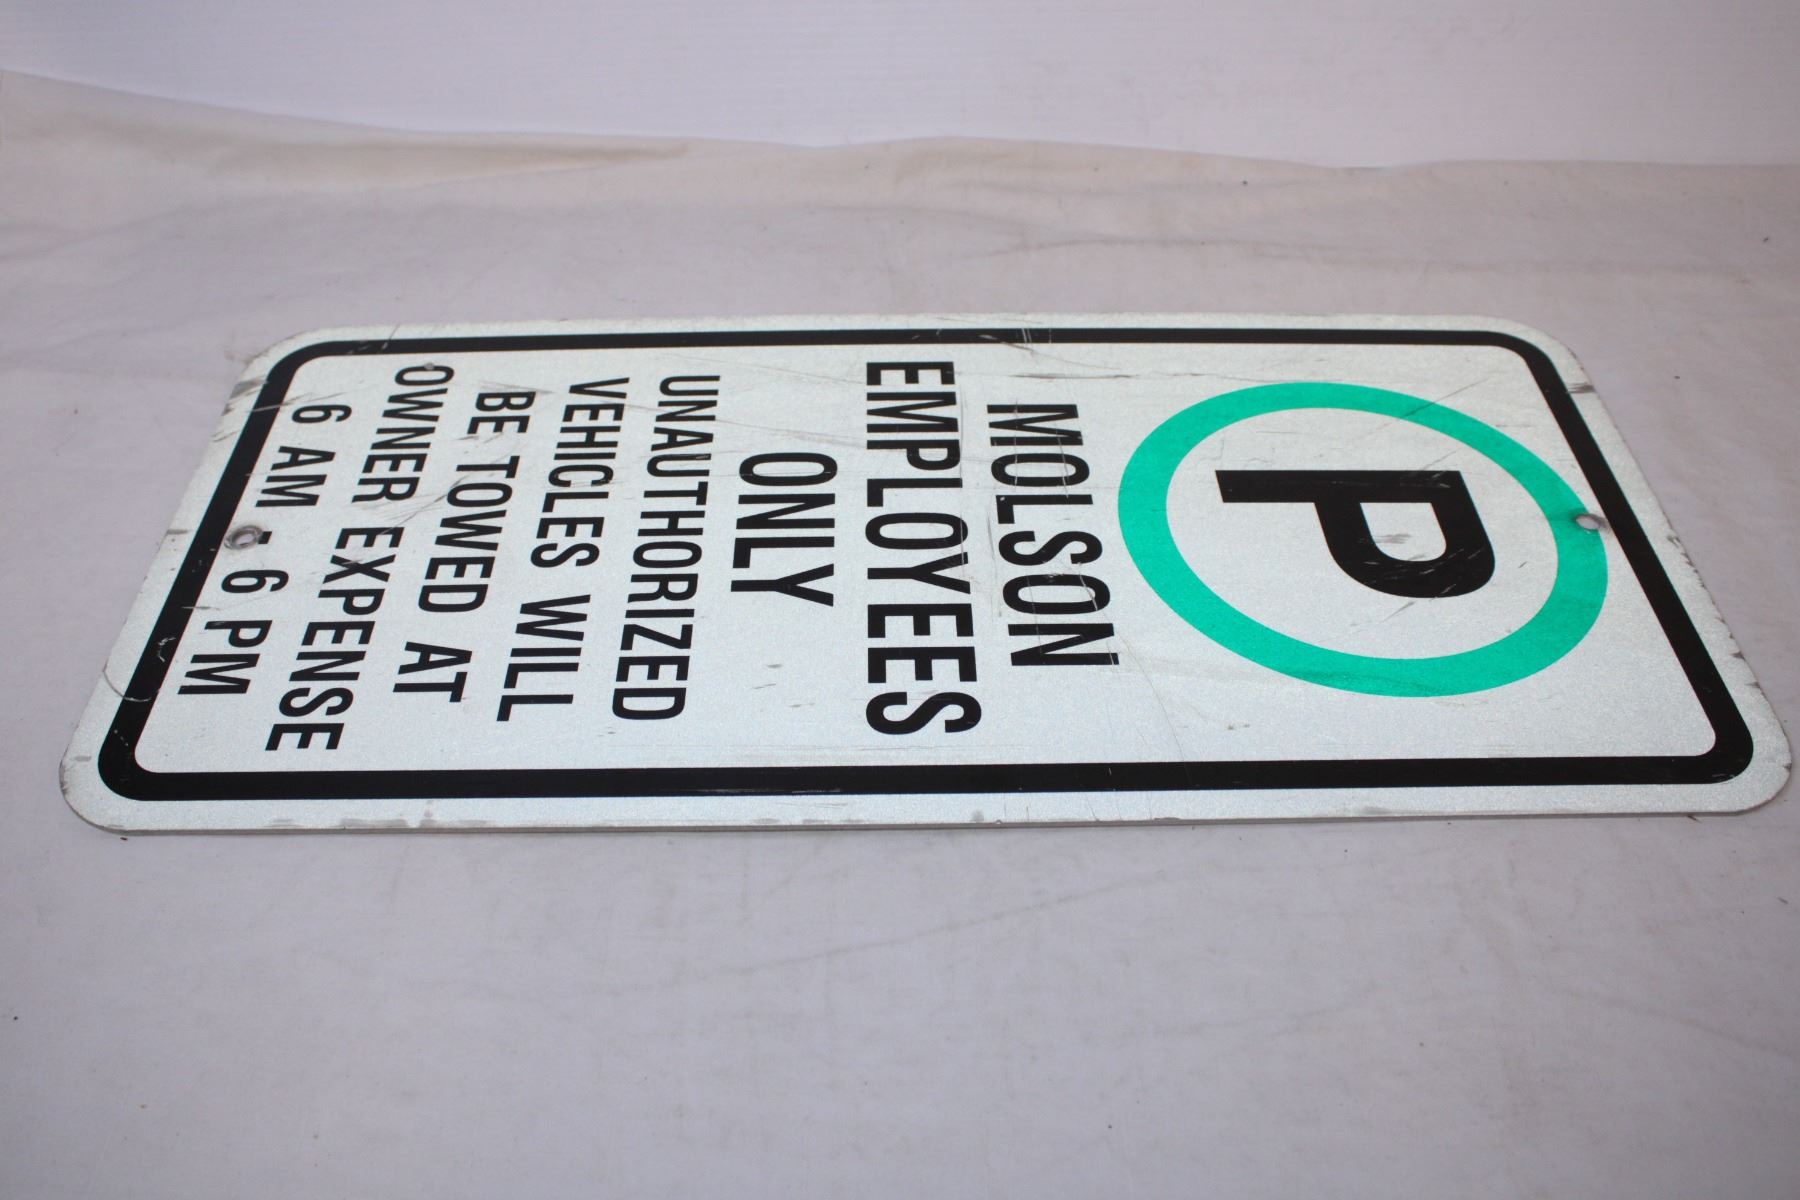 P
MOLSON
EMPLOYEES
ONLY
UNAUTHORIZED
VEHICLES WILL
BE TOWED AT
OWNER EXPENSE
6 AM - 6 PM